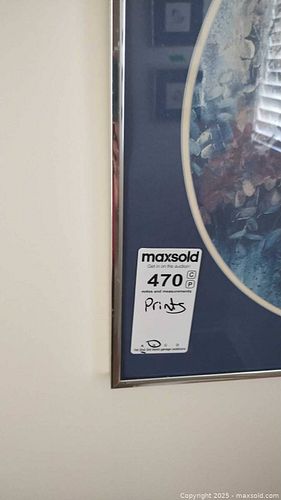 maxsold
Get in on the auction!
470 C P
notes and measurements
Prints
Copyright 2025 - maxsold.com